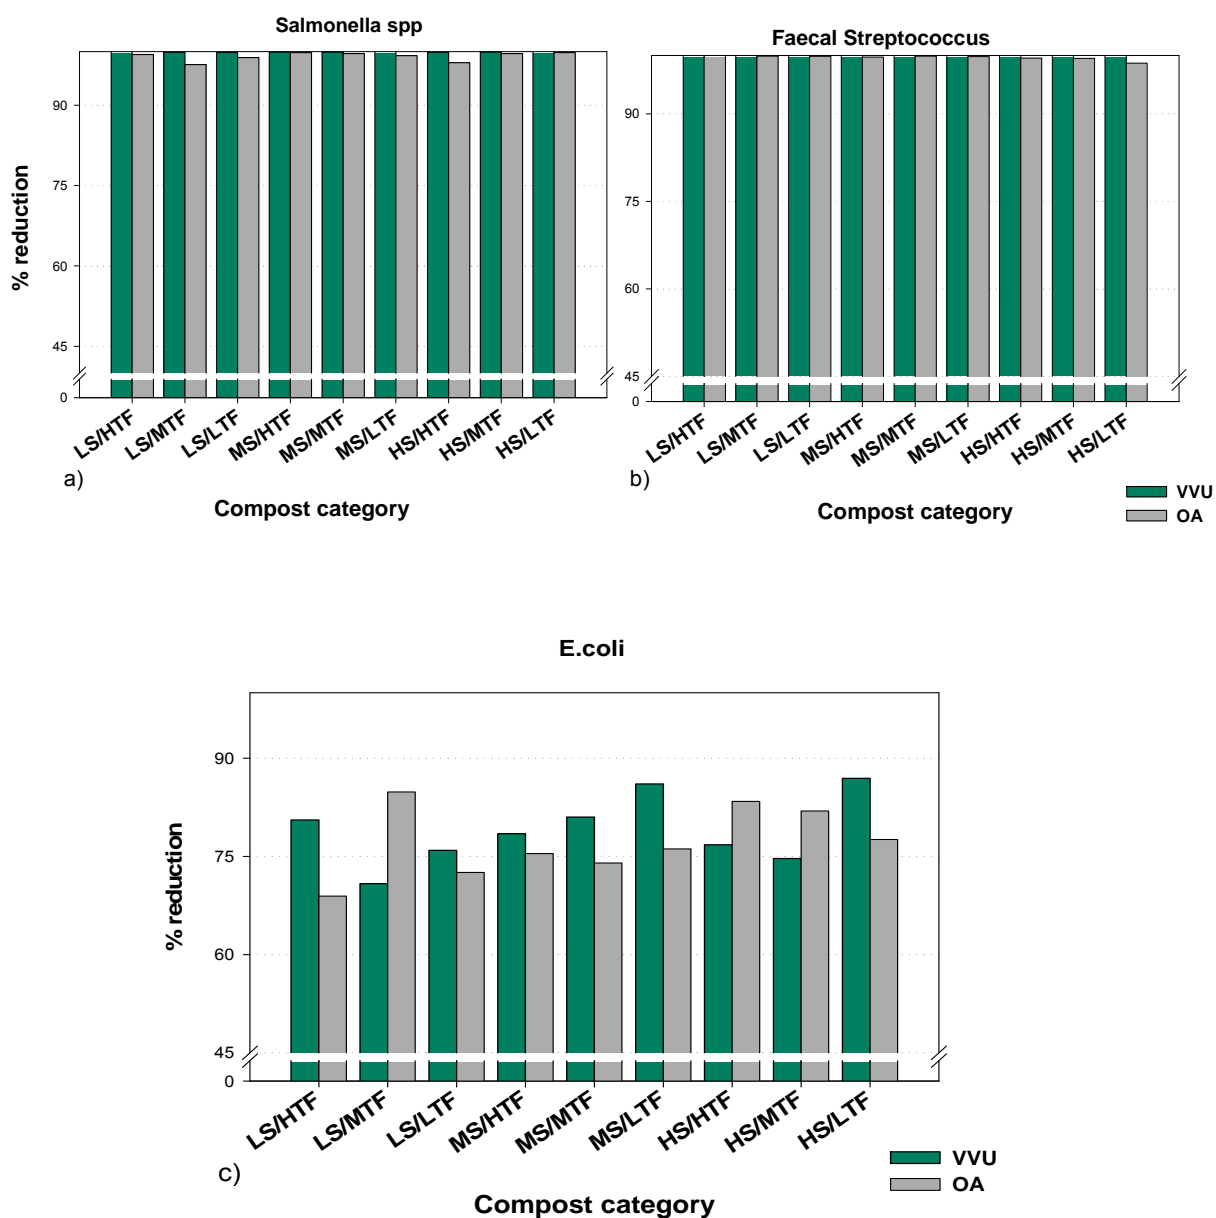 Salmonella spp
% reduction
90
75
60
45
0
LS/HTF
LS/MTF
LS/LTF
MS/HTF
MS/MTF
MS/LTF
HS/HTF
HS/MTF
HS/LTF
a)
Compost category
Faecal Streptococcus
90
75
60
45
0
LS/HTF
LS/MTF
LS/LTF
MS/HTF
MS/MTF
MS/LTF
HS/HTF
HS/MTF
HS/LTF
b)
Compost category
VVU
OA
E.coli
% reduction
90
75
60
45
0
LS/HTF
LS/MTF
LS/LTF
MS/HTF
MS/MTF
MS/LTF
HS/HTF
HS/MTF
HS/LTF
c)
Compost category
VVU
OA